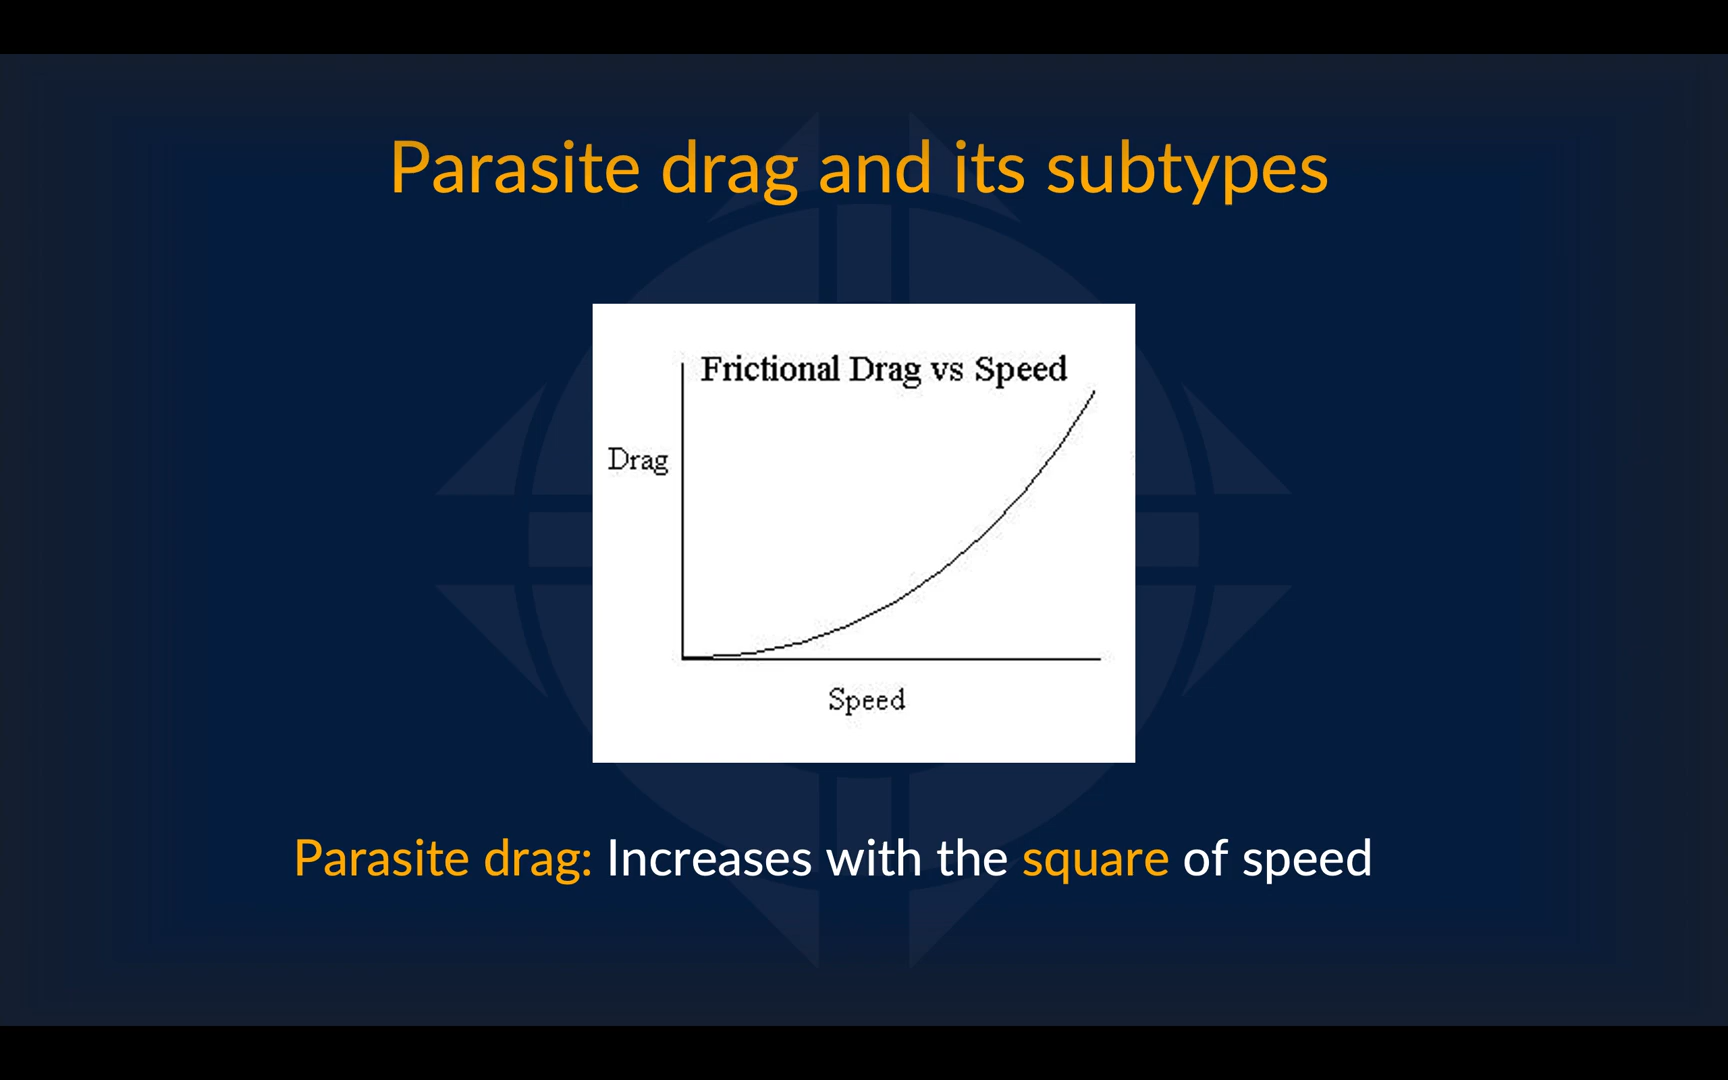 Parasite drag and its subtypes
Frictional Drag vs Speed
Drag
Speed
Parasite drag: Increases with the square of speed